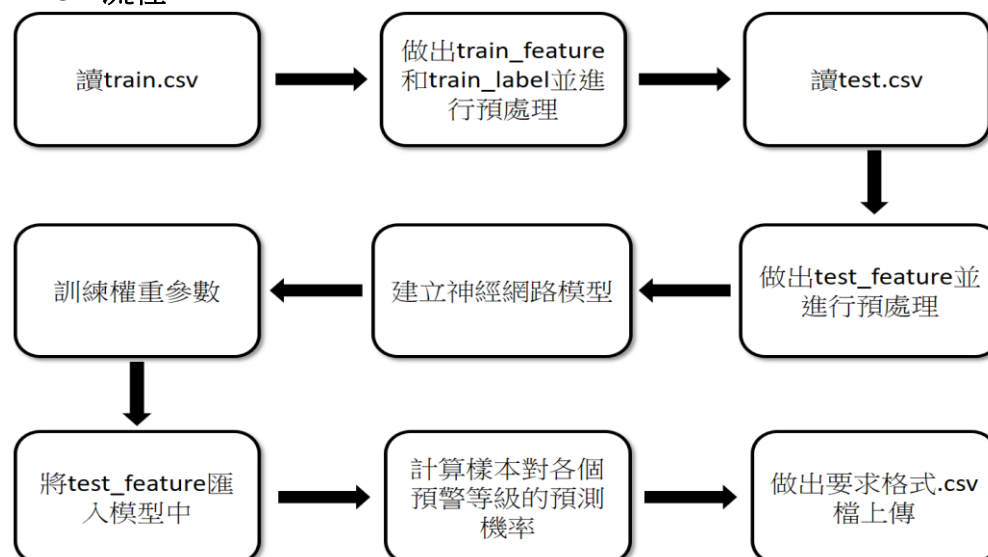 讀train.csv
做出train_feature
和train_label並進
行預處理
讀test.csv
做出test_feature並
進行預處理
建立神經網路模型
訓練權重參數
將test_feature匯
入模型中
計算樣本對各個
預警等級的預測
機率
做出要求格式.csv
檔上傳